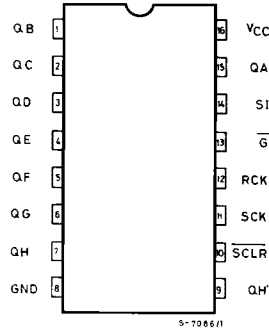 QB 1 16 VCC
QC 2 15 QA
QD 3 14 SI
QE 4 13 G
QF 5 12 RCK
QG 6 11 SCK
QH 7 10 SCLR
GND 8 9 QH'
S-7086/1